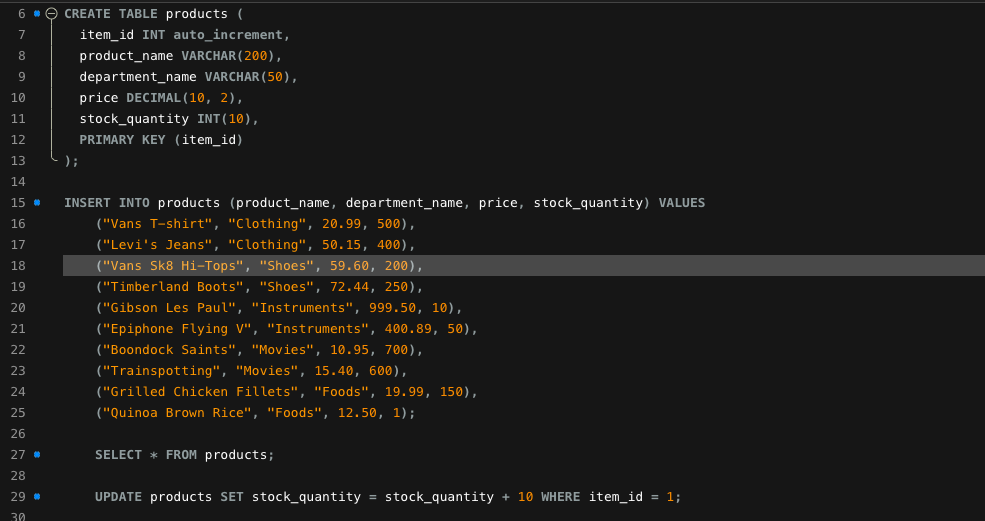 6 CREATE TABLE products (
7 item_id INT auto_increment,
8 product_name VARCHAR(200),
9 department_name VARCHAR(50),
10 price DECIMAL(10, 2),
11 stock_quantity INT(10),
12 PRIMARY KEY (item_id)
13 );
14
15 INSERT INTO products (product_name, department_name, price, stock_quantity) VALUES
16 ("Vans T-shirt", "Clothing", 20.99, 500),
17 ("Levi's Jeans", "Clothing", 50.15, 400),
18 ("Vans Sk8 Hi-Tops", "Shoes", 59.60, 200),
19 ("Timberland Boots", "Shoes", 72.44, 250),
20 ("Gibson Les Paul", "Instruments", 999.50, 10),
21 ("Epiphone Flying V", "Instruments", 400.89, 50),
22 ("Boondock Saints", "Movies", 10.95, 700),
23 ("Trainspotting", "Movies", 15.40, 600),
24 ("Grilled Chicken Fillets", "Foods", 19.99, 150),
25 ("Quinoa Brown Rice", "Foods", 12.50, 1);
26
27 SELECT * FROM products;
28
29 UPDATE products SET stock_quantity = stock_quantity + 10 WHERE item_id = 1;
30